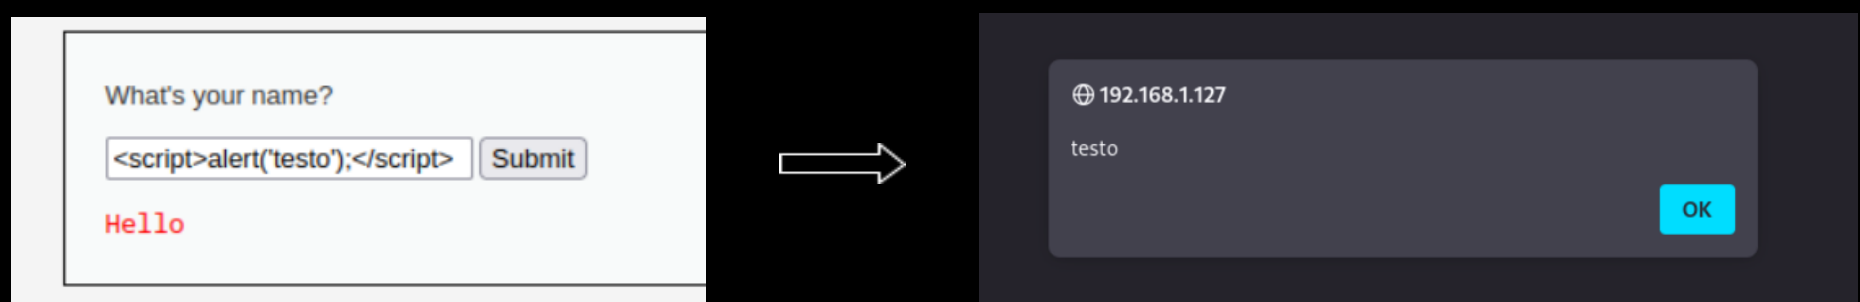 What's your name?
<script>alert('testo');</script> Submit
Hello
192.168.1.127
testo
OK